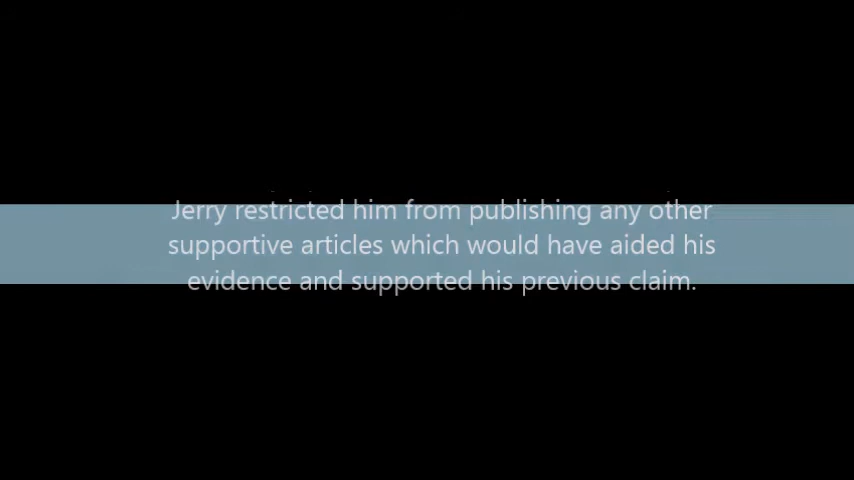 Jerry restricted him from publishing any other
supportive articles which would have aided his
evidence and supported his previous claim.